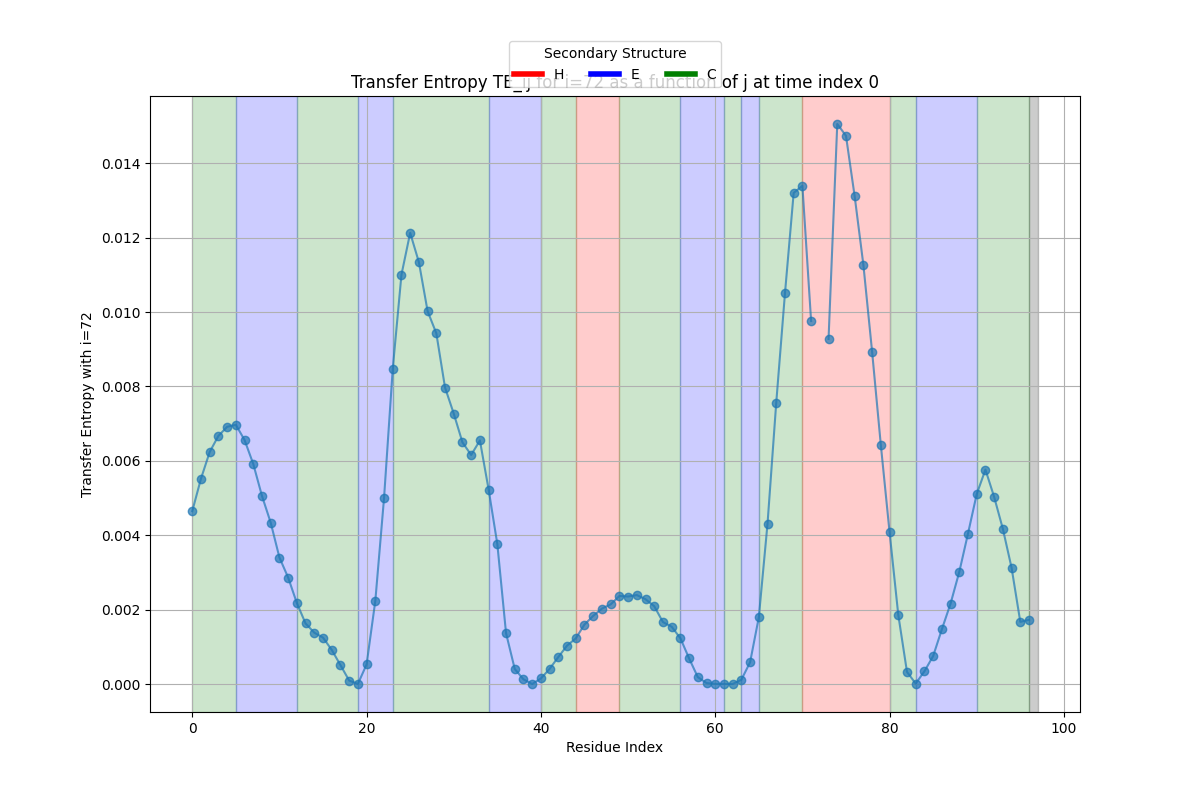 Secondary Structure
H E C
Transfer Entropy TE_ij for i=72 as a function of j at time index 0
Transfer Entropy with i=72
0.014
0.012
0.010
0.008
0.006
0.004
0.002
0.000
0 20 40 60 80 100
Residue Index